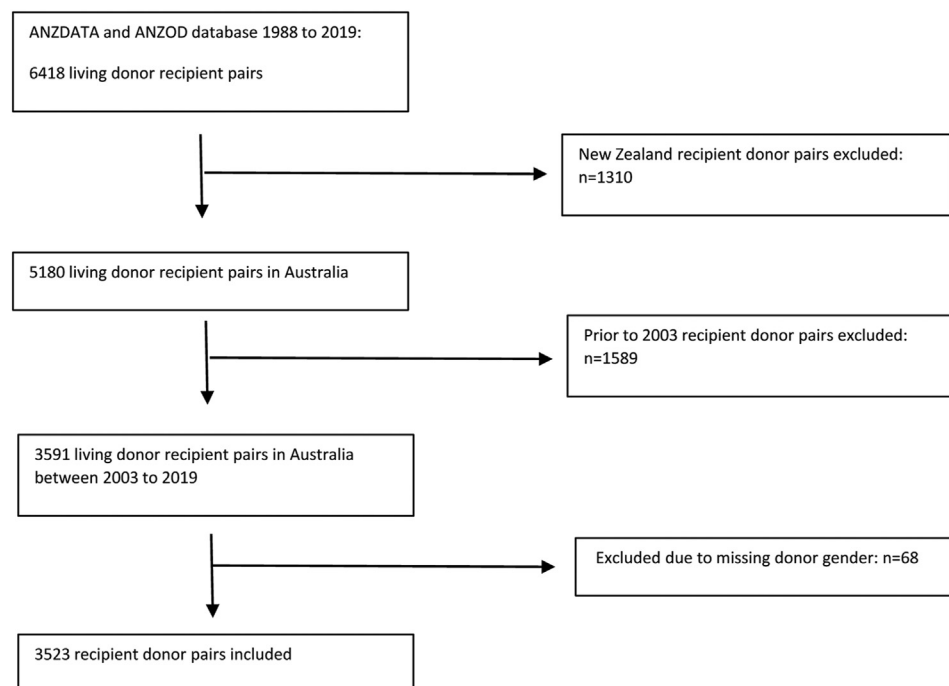 ANZDATA and ANZOD database 1988 to 2019:
6418 living donor recipient pairs
New Zealand recipient donor pairs excluded:
n=1310
5180 living donor recipient pairs in Australia
Prior to 2003 recipient donor pairs excluded:
n=1589
3591 living donor recipient pairs in Australia
between 2003 to 2019
Excluded due to missing donor gender: n=68
3523 recipient donor pairs included